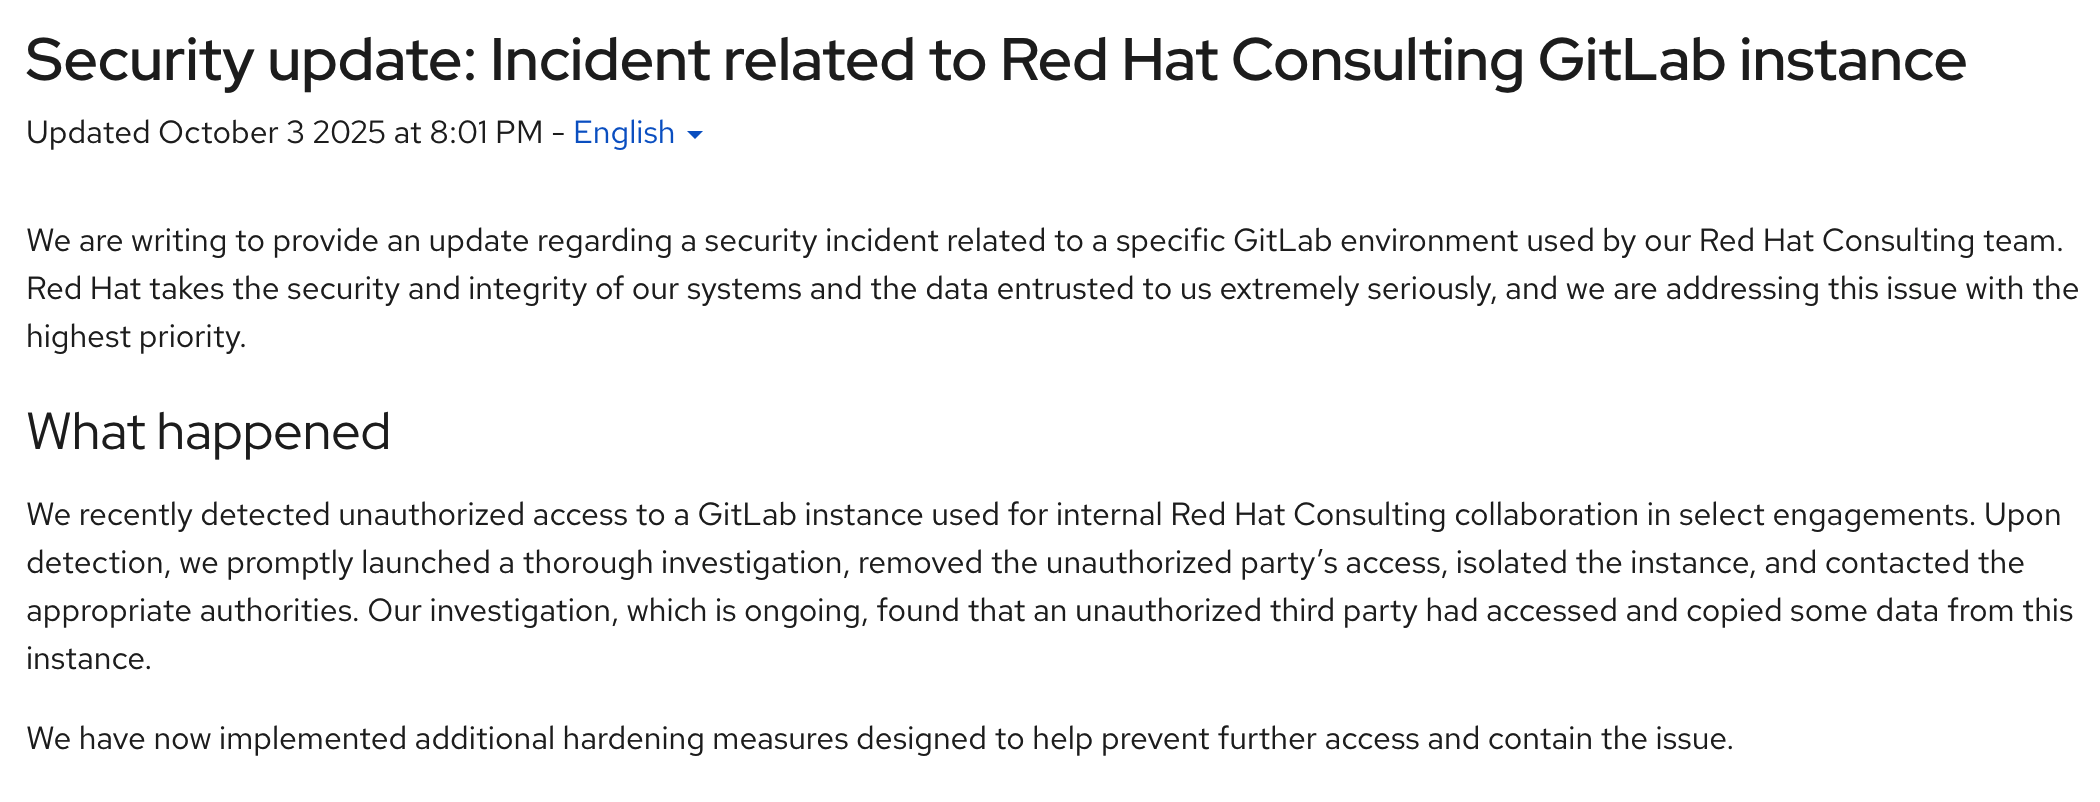 Security update: Incident related to Red Hat Consulting GitLab instance
Updated October 3 2025 at 8:01 PM - English
We are writing to provide an update regarding a security incident related to a specific GitLab environment used by our Red Hat Consulting team.
Red Hat takes the security and integrity of our systems and the data entrusted to us extremely seriously, and we are addressing this issue with the
highest priority.
What happened
We recently detected unauthorized access to a GitLab instance used for internal Red Hat Consulting collaboration in select engagements. Upon
detection, we promptly launched a thorough investigation, removed the unauthorized party’s access, isolated the instance, and contacted the
appropriate authorities. Our investigation, which is ongoing, found that an unauthorized third party had accessed and copied some data from this
instance.
We have now implemented additional hardening measures designed to help prevent further access and contain the issue.